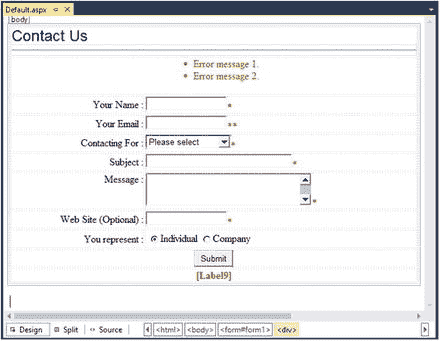 Default.aspx
body
Contact Us
• Error message 1.
• Error message 2.
Your Name : *
Your Email : **
Contacting For : Please select *
Subject : *
Message : *
Web Site (Optional) : *
You represent : Individual Company
Submit
[Label9]
Design Split Source <html> <body> <form#form1> <div>